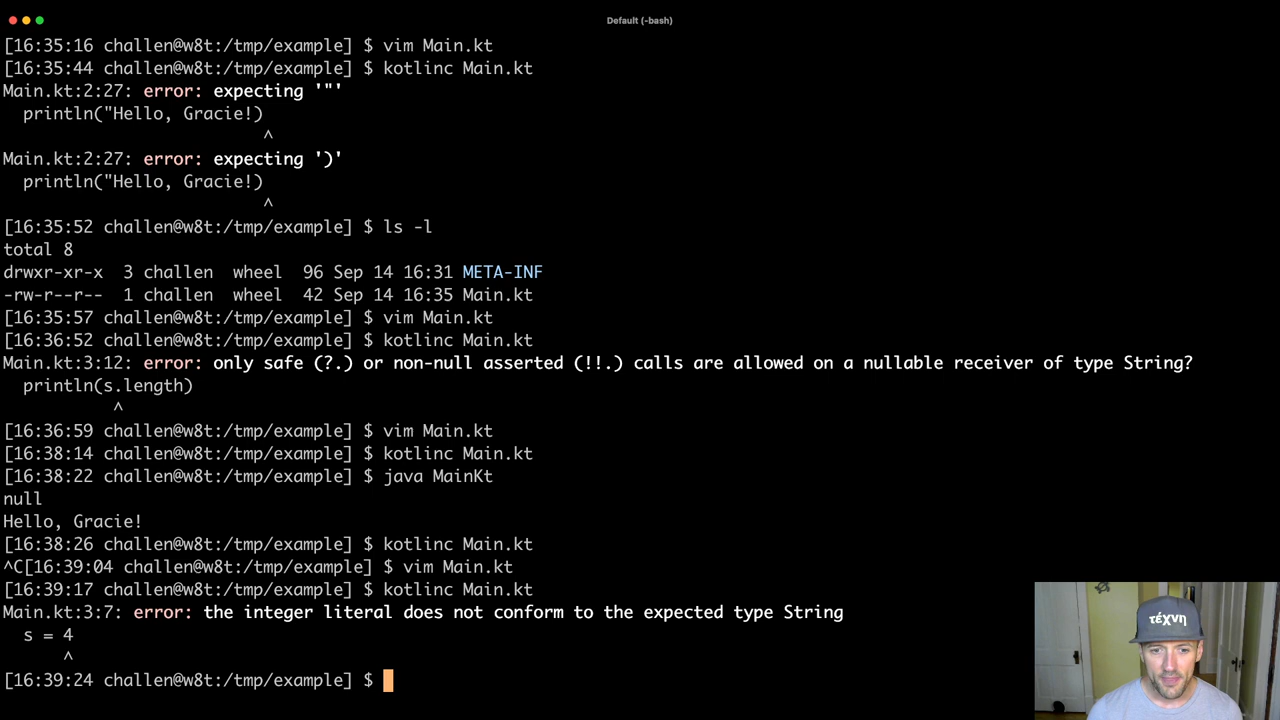 Default (-bash)
[16:35:16 challen@w8t:/tmp/example] $ vim Main.kt
[16:35:44 challen@w8t:/tmp/example] $ kotlinc Main.kt
Main.kt:2:27: error: expecting '"'
  println("Hello, Gracie!)
                          ^
Main.kt:2:27: error: expecting ')'
  println("Hello, Gracie!)
                          ^
[16:35:52 challen@w8t:/tmp/example] $ ls -l
total 8
drwxr-xr-x  3 challen  wheel  96 Sep 14 16:31 META-INF
-rw-r--r--  1 challen  wheel  42 Sep 14 16:35 Main.kt
[16:35:57 challen@w8t:/tmp/example] $ vim Main.kt
[16:36:52 challen@w8t:/tmp/example] $ kotlinc Main.kt
Main.kt:3:12: error: only safe (?.) or non-null asserted (!!.) calls are allowed on a nullable receiver of type String?
  println(s.length)
           ^
[16:36:59 challen@w8t:/tmp/example] $ vim Main.kt
[16:38:14 challen@w8t:/tmp/example] $ kotlinc Main.kt
[16:38:22 challen@w8t:/tmp/example] $ java MainKt
null
Hello, Gracie!
[16:38:26 challen@w8t:/tmp/example] $ kotlinc Main.kt
^C[16:39:04 challen@w8t:/tmp/example] $ vim Main.kt
[16:39:17 challen@w8t:/tmp/example] $ kotlinc Main.kt
Main.kt:3:7: error: the integer literal does not conform to the expected type String
  s = 4
      ^
[16:39:24 challen@w8t:/tmp/example] $
τέχνη